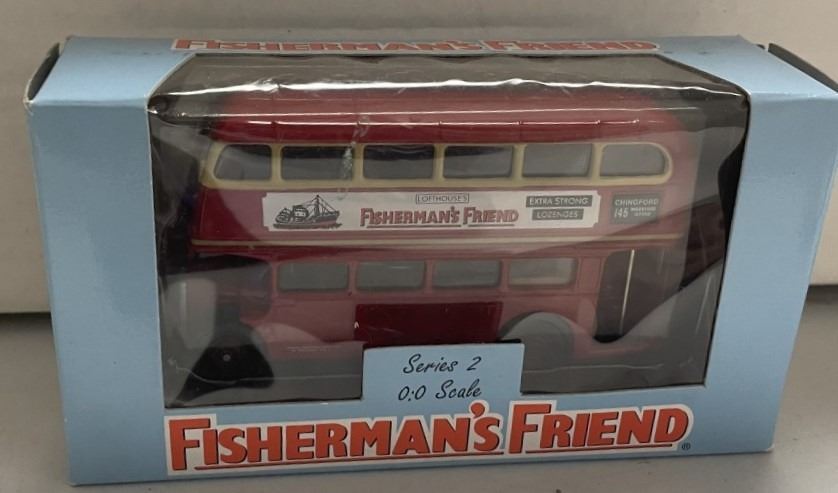 FISHERMAN'S FRIEND
LOFTHOUSE'S
FISHERMAN'S FRIEND
EXTRA STRONG
LOZENGES
CHINGFORD
145
Series 2
0:0 Scale
FISHERMAN'S FRIEND®